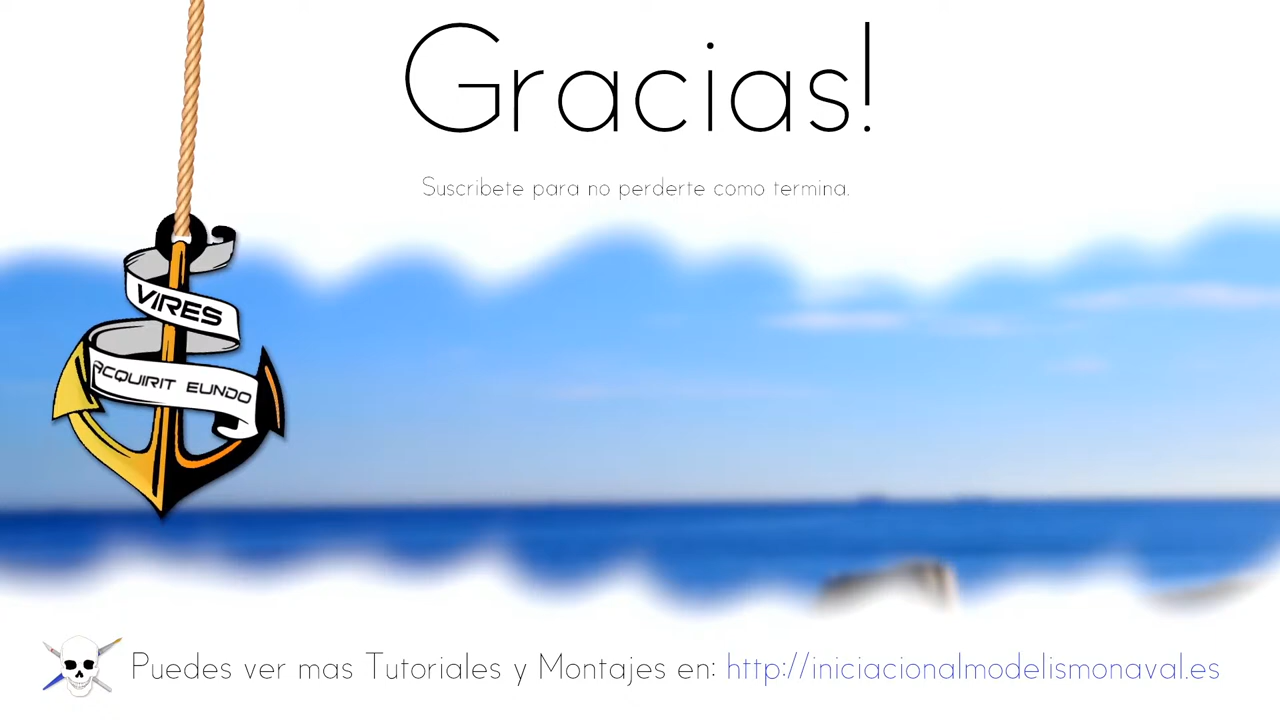 Gracias!
Suscribete para no perderte como termina.
VIRES
ACQUIRIT EUNDO
Puedes ver mas Tutoriales y Montajes en: http://iniciacionalmodelismonaval.es